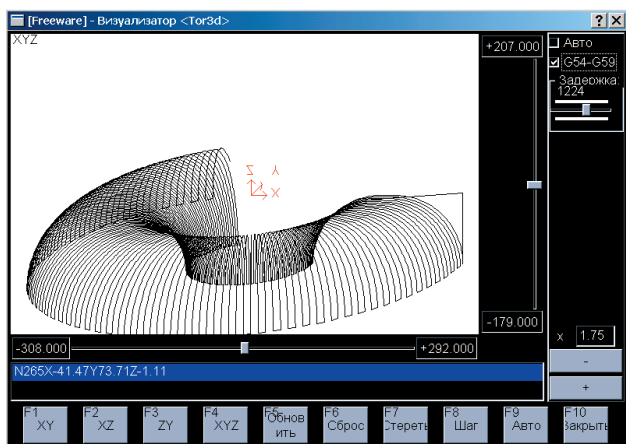 [Freeware] - Визуализатор <Tor3d>
XYZ
Z Y
X
+207.000
-179.000
-308.000
+292.000
Авто
G54-G59
Задержка:
1224
x 1.75
-
+
N265X-41.47Y73.71Z-1.11
F1 XY
F2 XZ
F3 ZY
F4 XYZ
F5 Обнов
ить
F6 Сброс
F7 Стереть
F8 Шаг
F9 Авто
F10 Закрыть